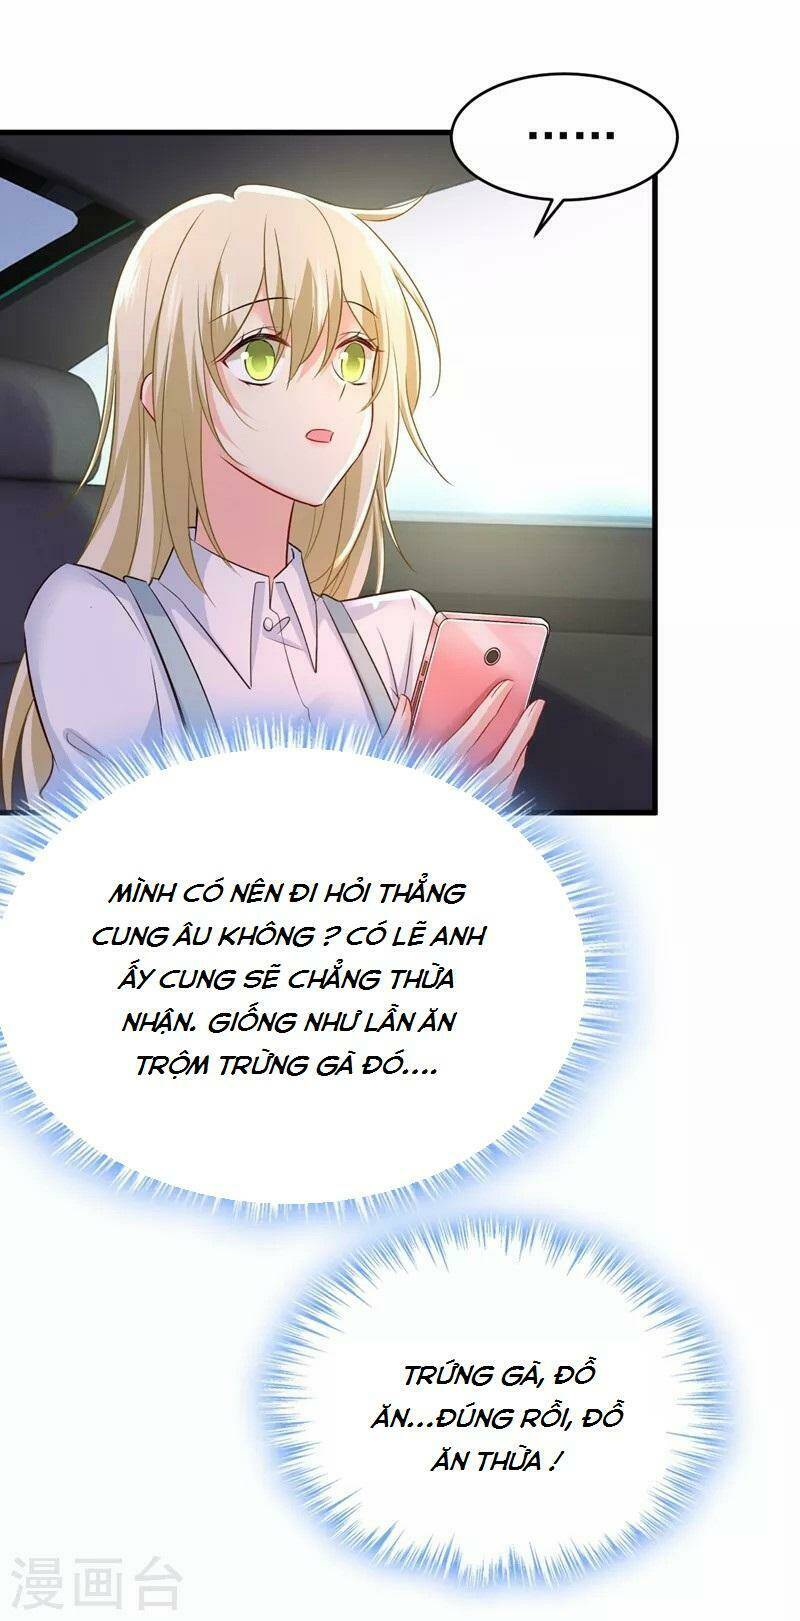 ......
MÌNH CÓ NÊN ĐI HỎI THẲNG
CUNG ÂU KHÔNG ? CÓ LẼ ANH
ẤY CUNG SẼ CHẲNG THỪA
NHẬN. GIỐNG NHƯ LẦN ĂN
TRỘM TRỪNG GÀ ĐÓ....
TRỨNG GÀ, ĐỒ
ĂN...ĐÚNG RỒI, ĐỒ
ĂN THỪA !
漫画台